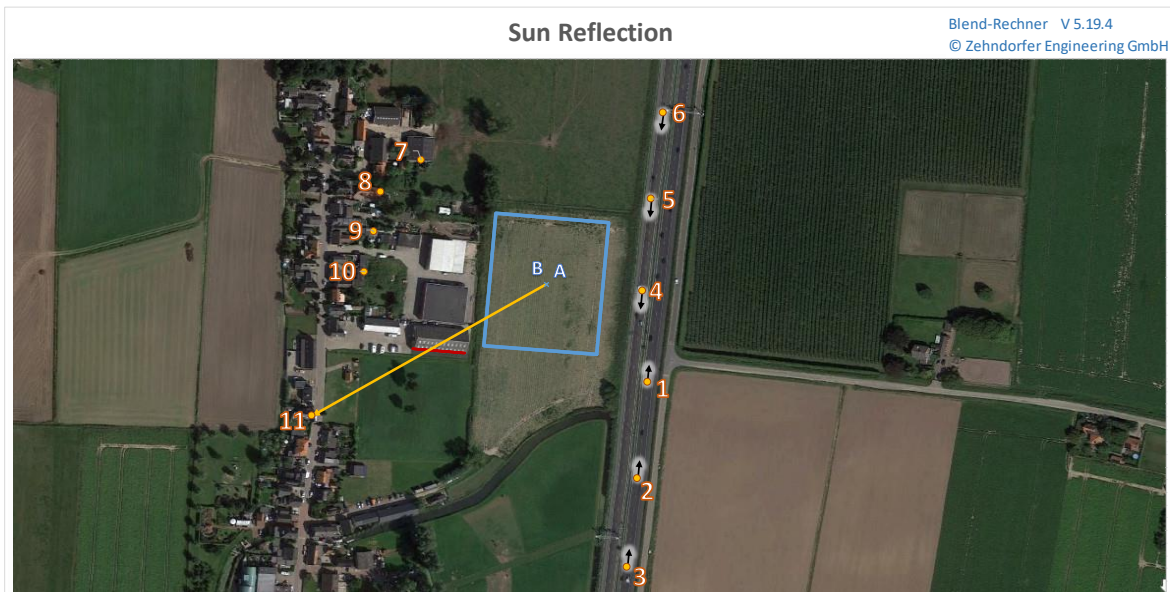 Sun Reflection
Blend-Rechner V 5.19.4
© Zehndorfer Engineering GmbH
6
7
8
5
9
B A
10
4
1
11
2
3